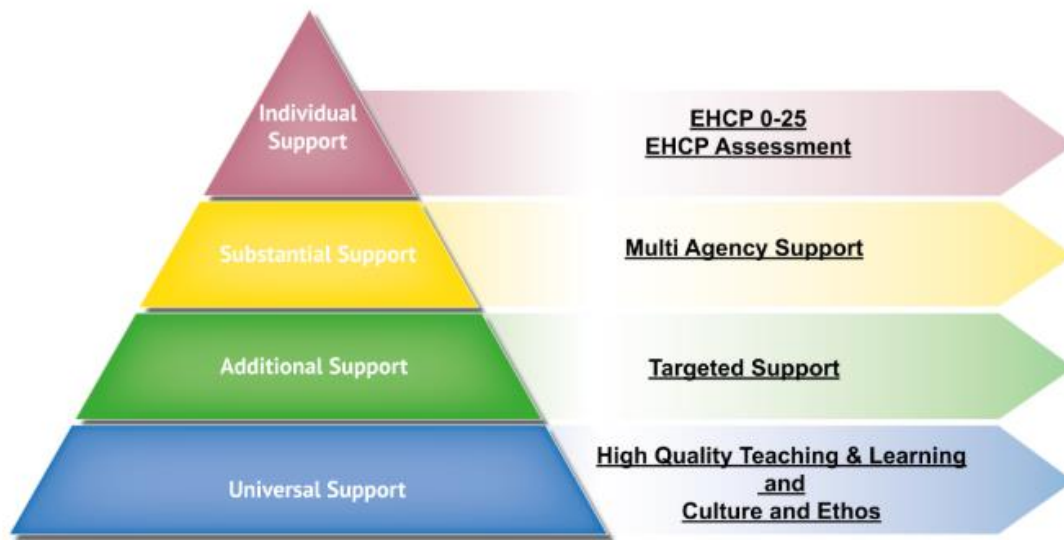 Individual
Support
EHCP 0-25
EHCP Assessment
Substantial Support
Multi Agency Support
Additional Support
Targeted Support
Universal Support
High Quality Teaching & Learning
and
Culture and Ethos